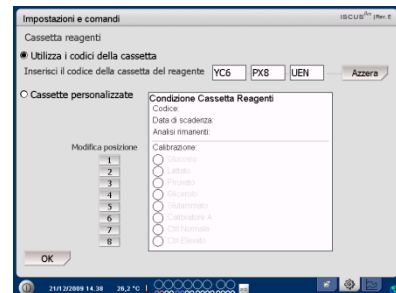 Impostazioni e comandi
ISCUSflex |Rev. E
Cassetta reagenti
Utilizza i codici della cassetta
Inserisci il codice della cassetta del reagente YC6 PX8 UEN Azzera
Cassette personalizzate
Condizione Cassetta Reagenti
Codice:
Data di scadenza:
Analisi rimanenti:
Modifica posizione
Calibrazione:
1 Glucosio
2 Lattato
3 Piruvato
4 Glicerolo
5 Glutammato
6 Calibratore A
7 Ctrl Normale
8 Ctrl Elevato
OK
21/12/2009 14.38 26,2 °C